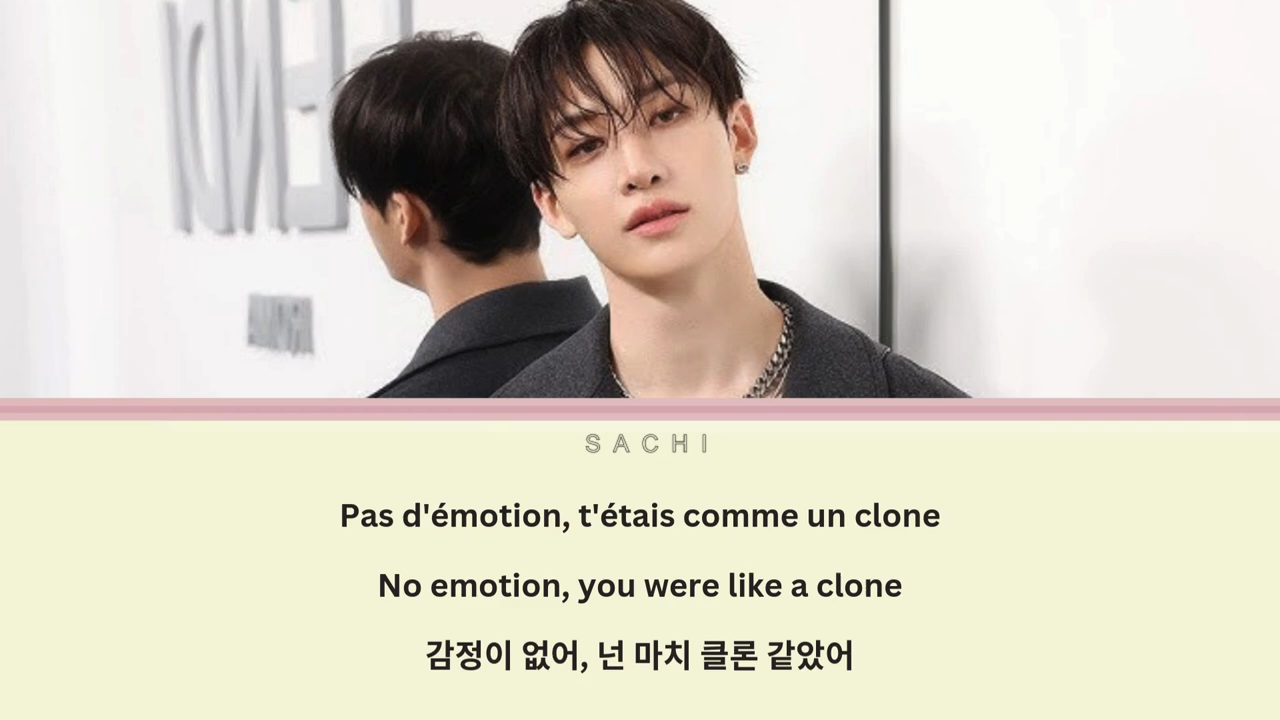 SACHI
Pas d'émotion, t'étais comme un clone
No emotion, you were like a clone
감정이 없어, 넌 마치 클론 같았어